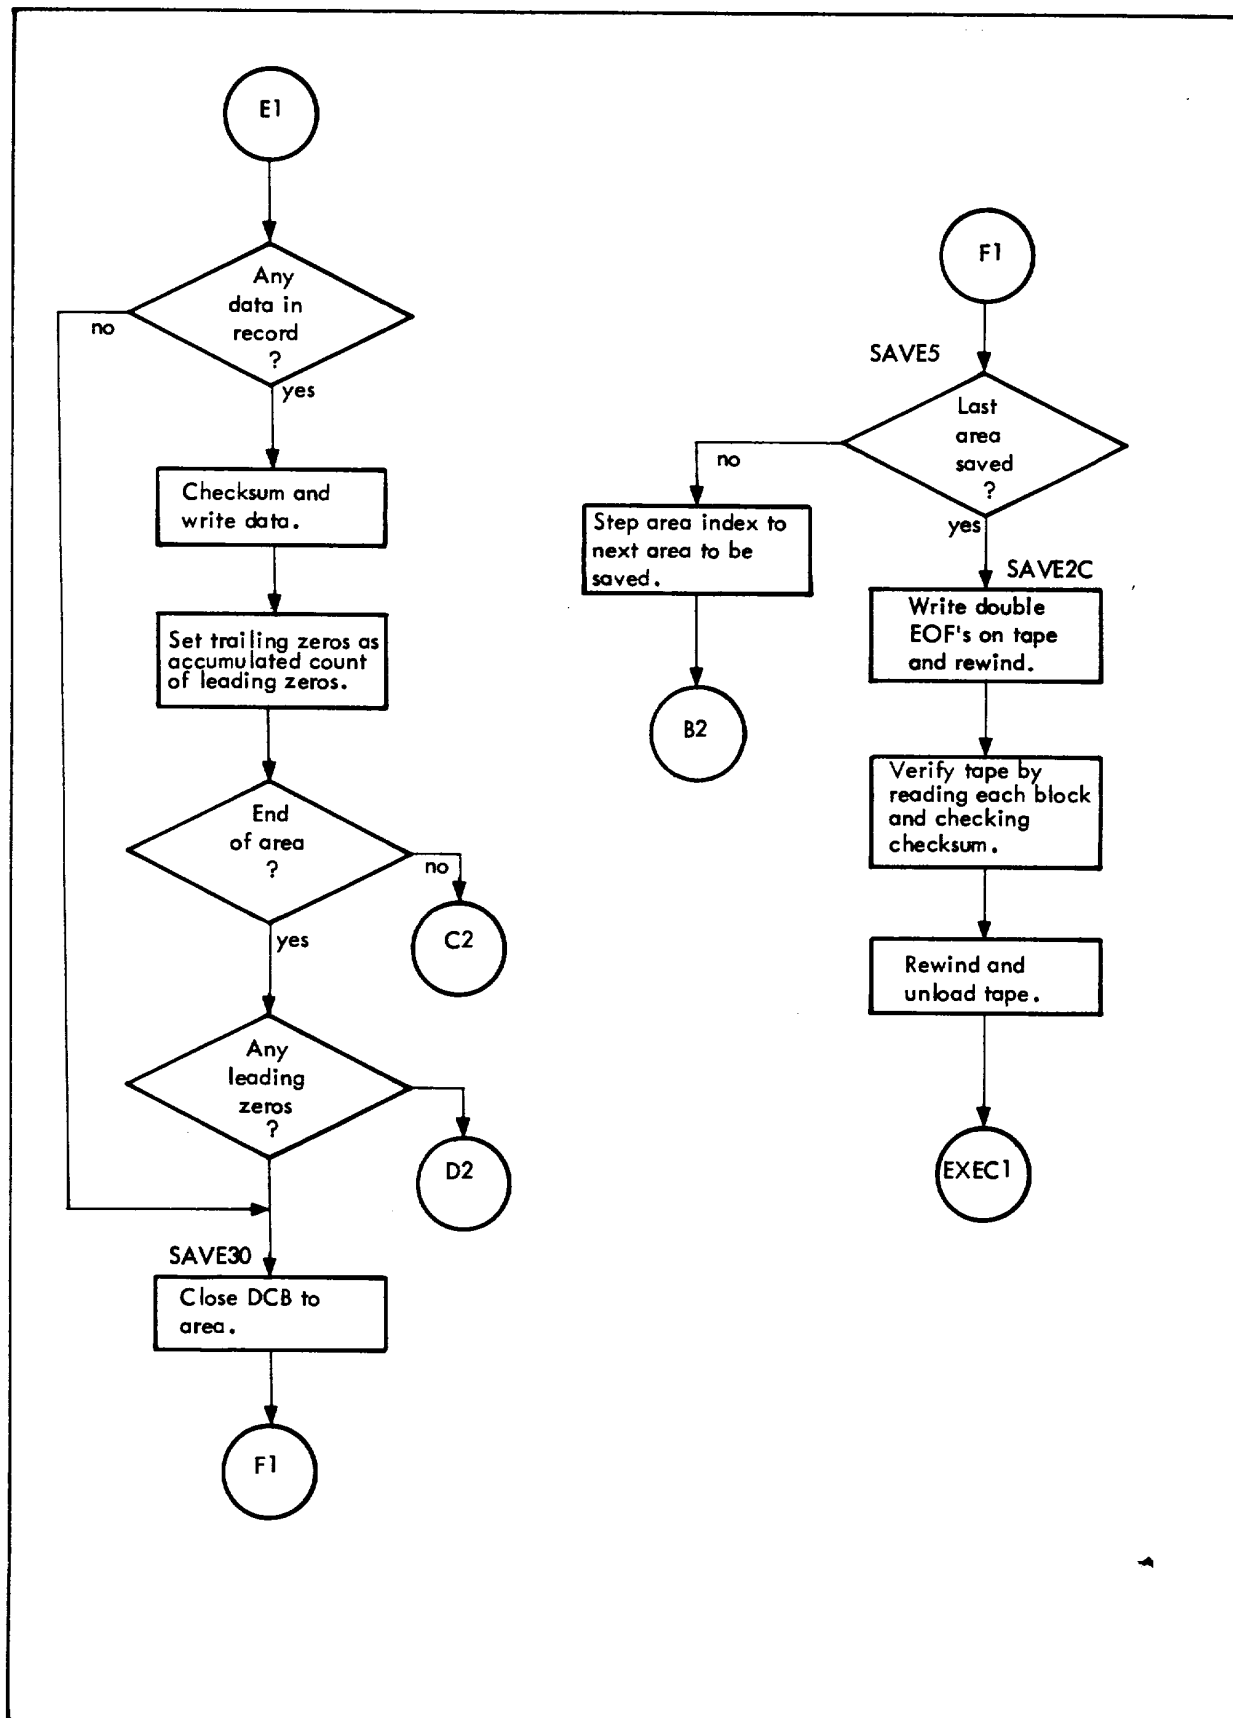 E1
Any
data in
record
?
no
yes
Checksum and
write data.
Set trailing zeros as
accumulated count
of leading zeros.
End
of area
?
no
yes
C2
Any
leading
zeros
?
D2
SAVE30
Close DCB to
area.
F1
F1
SAVE5
Last
area
saved
?
no
yes
Step area index to
next area to be
saved.
B2
SAVE2C
Write double
EOF's on tape
and rewind.
Verify tape by
reading each block
and checking
checksum.
Rewind and
unload tape.
EXEC1